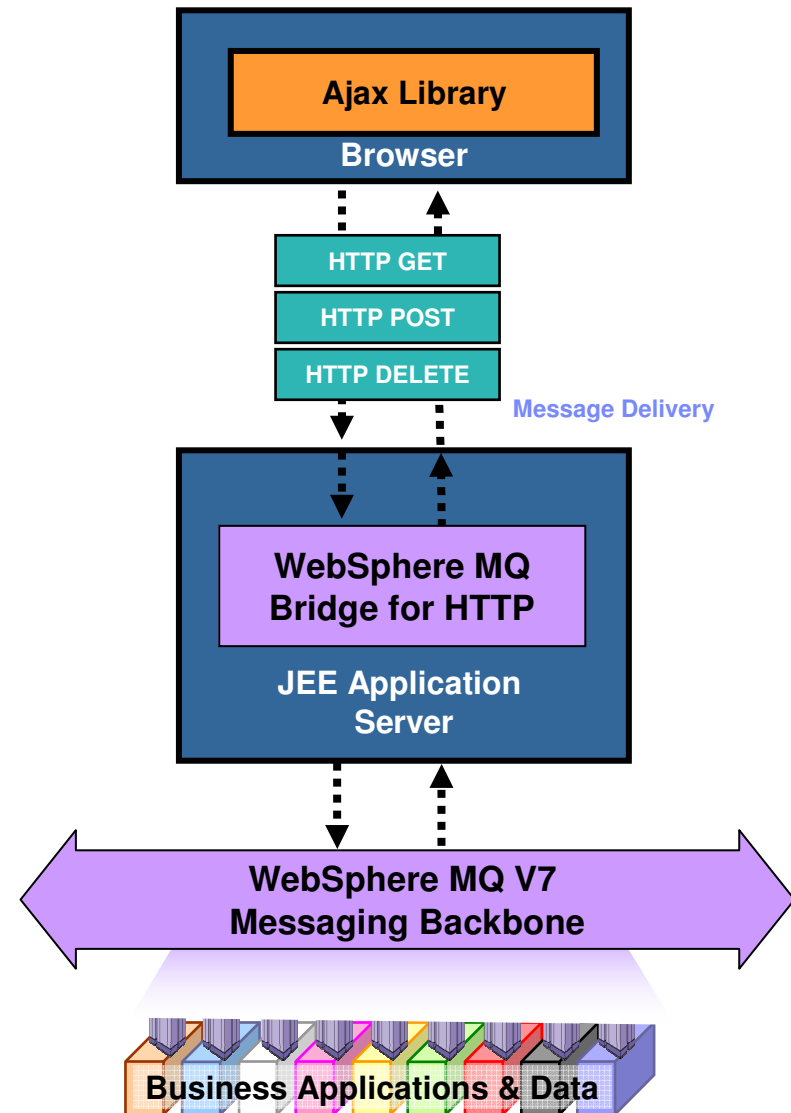 Ajax Library
Browser
HTTP GET
HTTP POST
HTTP DELETE
Message Delivery
WebSphere MQ
Bridge for HTTP
JEE Application
Server
WebSphere MQ V7
Messaging Backbone
Business Applications & Data